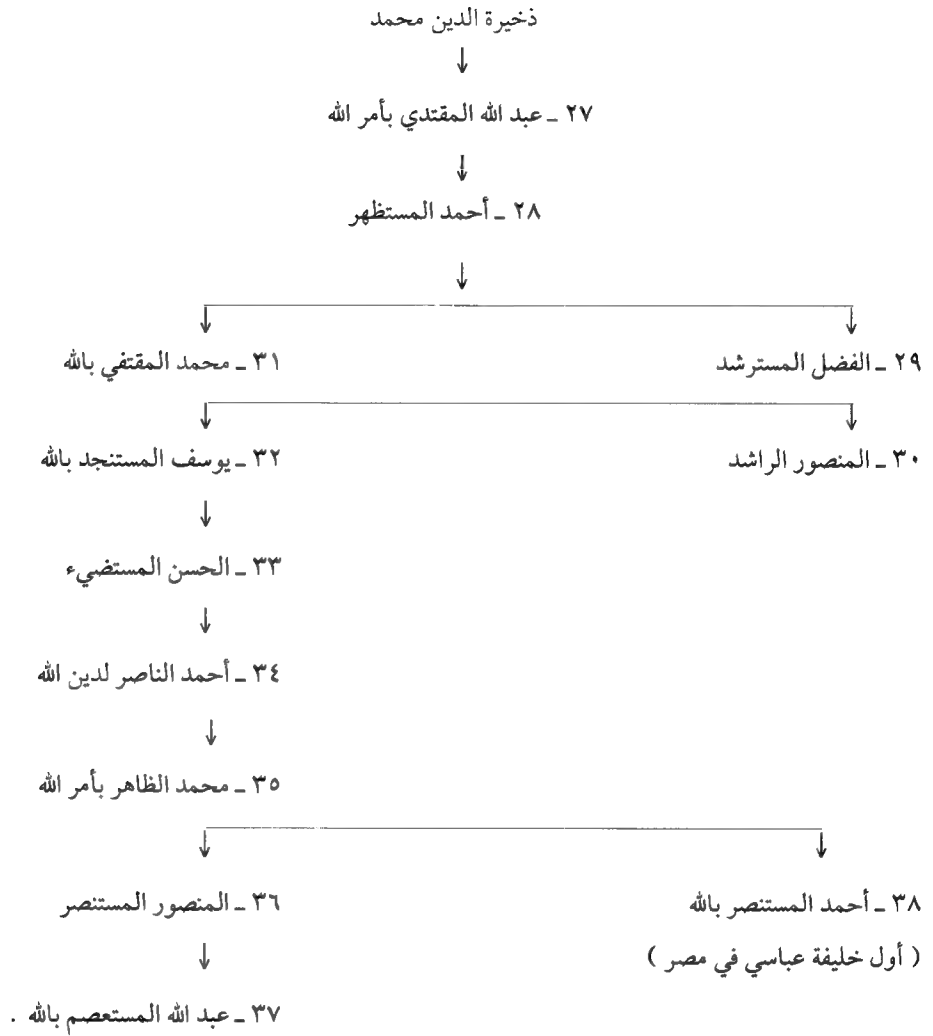 ذخيرة الدين محمد
٢٧ ـ عبد الله المقتدي بأمر الله
٢٨ ـ أحمد المستظهر
٢٩ ـ الفضل المسترشد
٣١ ـ محمد المقتفي بالله
٣٠ ـ المنصور الراشد
٣٢ ـ يوسف المستنجد بالله
٣٣ ـ الحسن المستضيء
٣٤ ـ أحمد الناصر لدين الله
٣٥ ـ محمد الظاهر بأمر الله
٣٨ ـ أحمد المستنصر بالله
٣٦ ـ المنصور المستنصر
( أول خليفة عباسي في مصر )
٣٧ ـ عبد الله المستعصم بالله .